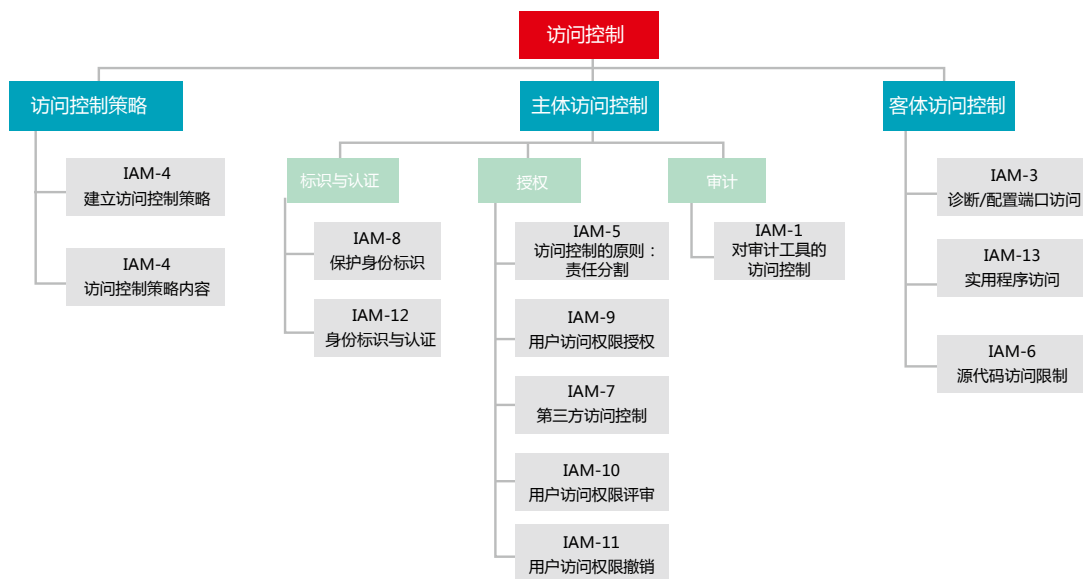 访问控制
访问控制策略
主体访问控制
客体访问控制
IAM-4
建立访问控制策略
IAM-4
访问控制策略内容
标识与认证
授权
审计
IAM-8
保护身份标识
IAM-12
身份标识与认证
IAM-5
访问控制的原则：
责任分割
IAM-9
用户访问权限授权
IAM-7
第三方访问控制
IAM-10
用户访问权限评审
IAM-11
用户访问权限撤销
IAM-1
对审计工具的
访问控制
IAM-3
诊断/配置端口访问
IAM-13
实用程序访问
IAM-6
源代码访问限制